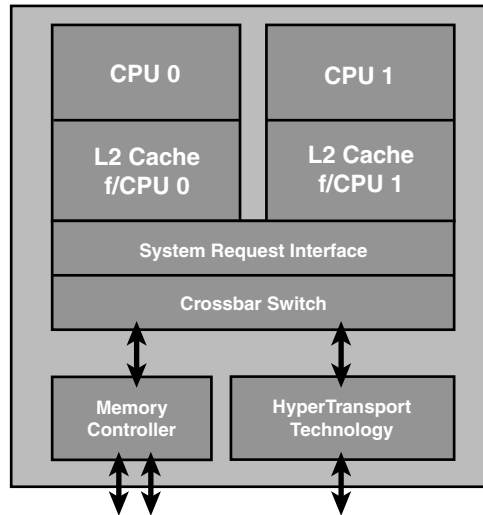 CPU 0
CPU 1
L2 Cache
f/CPU 0
L2 Cache
f/CPU 1
System Request Interface
Crossbar Switch
Memory
Controller
HyperTransport
Technology